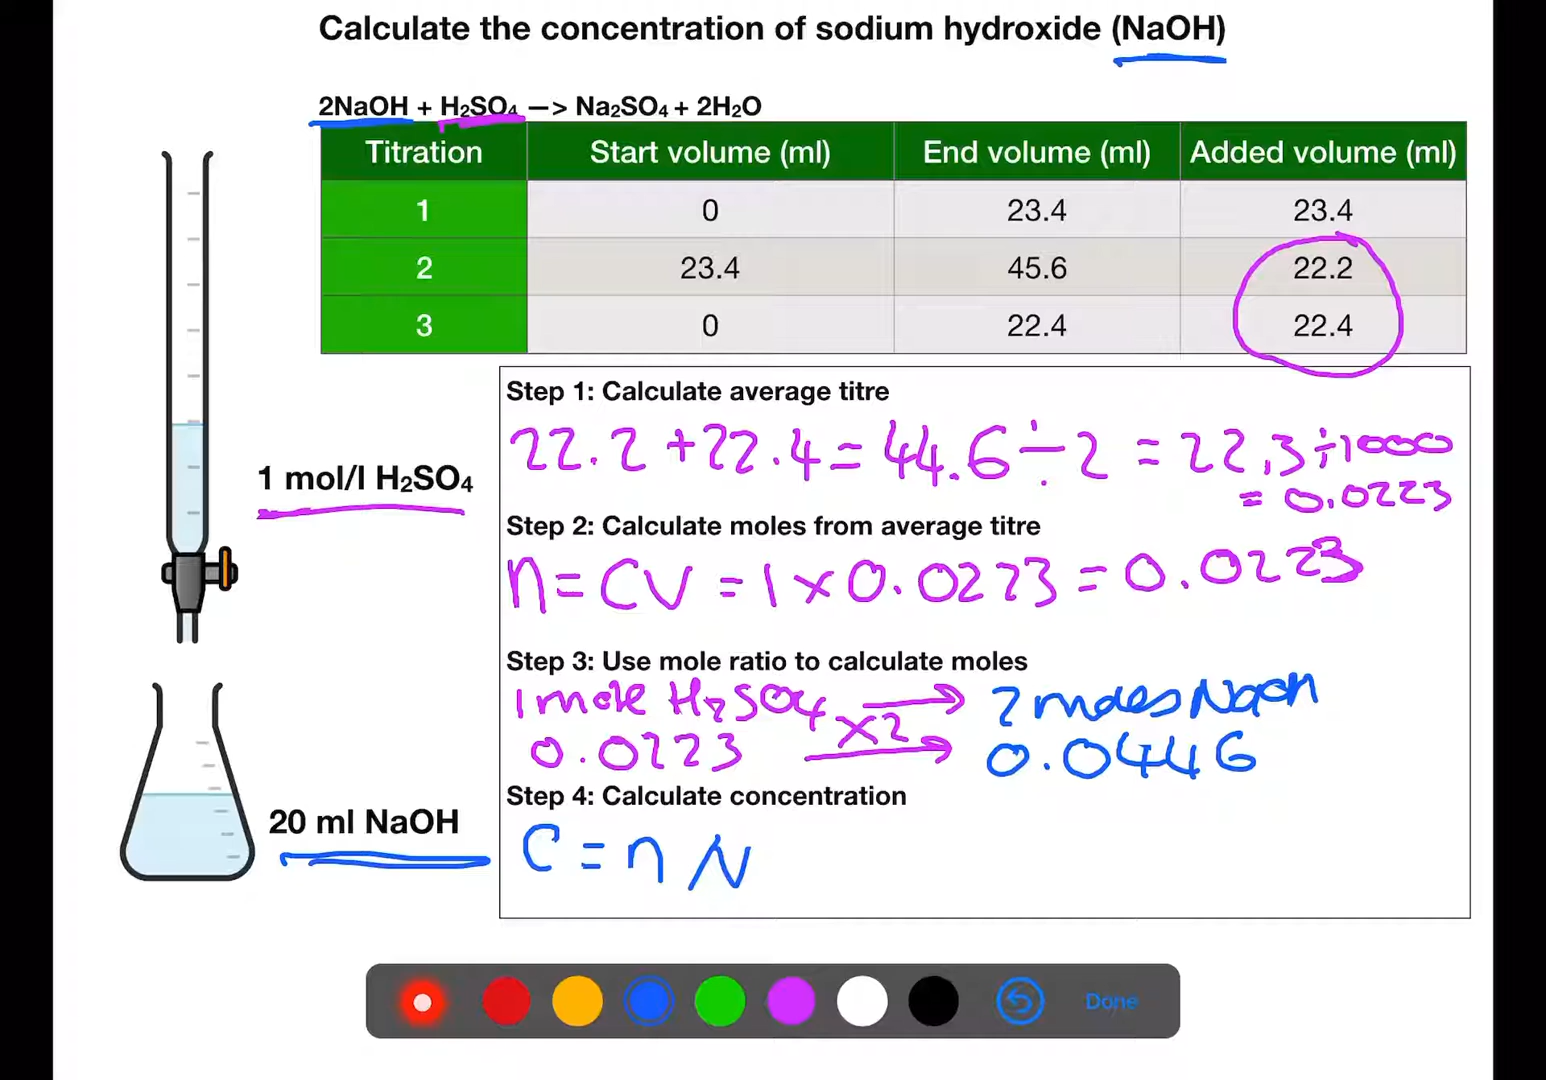 Calculate the concentration of sodium hydroxide (NaOH)
2NaOH + H₂SO₄ —> Na₂SO₄ + 2H₂O
Titration Start volume (ml) End volume (ml) Added volume (ml)
1 0 23.4 23.4
2 23.4 45.6 22.2
3 0 22.4 22.4
Step 1: Calculate average titre
22.2 + 22.4 = 44.6 ÷ 2 = 22.3 ÷ 1000
= 0.0223
1 mol/l H₂SO₄
Step 2: Calculate moles from average titre
n = CV = 1 × 0.0223 = 0.0223
Step 3: Use mole ratio to calculate moles
1 mole H₂SO₄ → 2 moles NaOH
0.0223 ×2 → 0.0446
Step 4: Calculate concentration
20 ml NaOH
C = n/V
Done